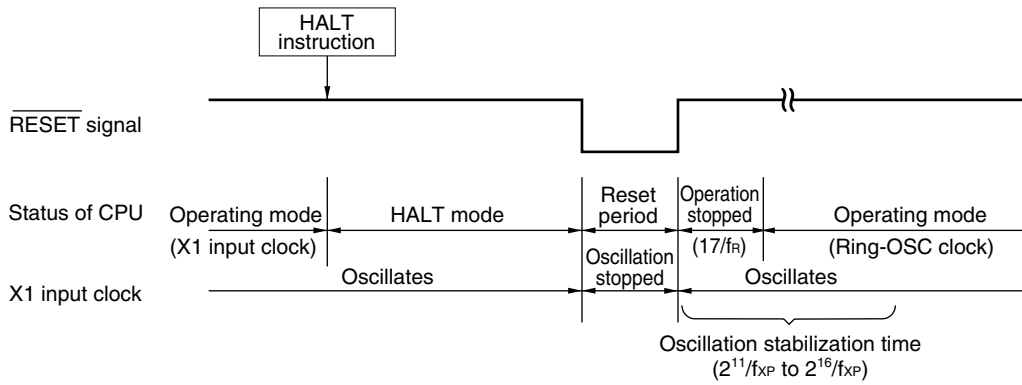 HALT
instruction
RESET signal
Status of CPU
Operating mode
(X1 input clock)
HALT mode
Reset
period
Operation
stopped
(17/fR)
Operating mode
(Ring-OSC clock)
X1 input clock
Oscillates
Oscillation
stopped
Oscillates
Oscillation stabilization time
(2¹¹/fXP to 2¹⁶/fXP)